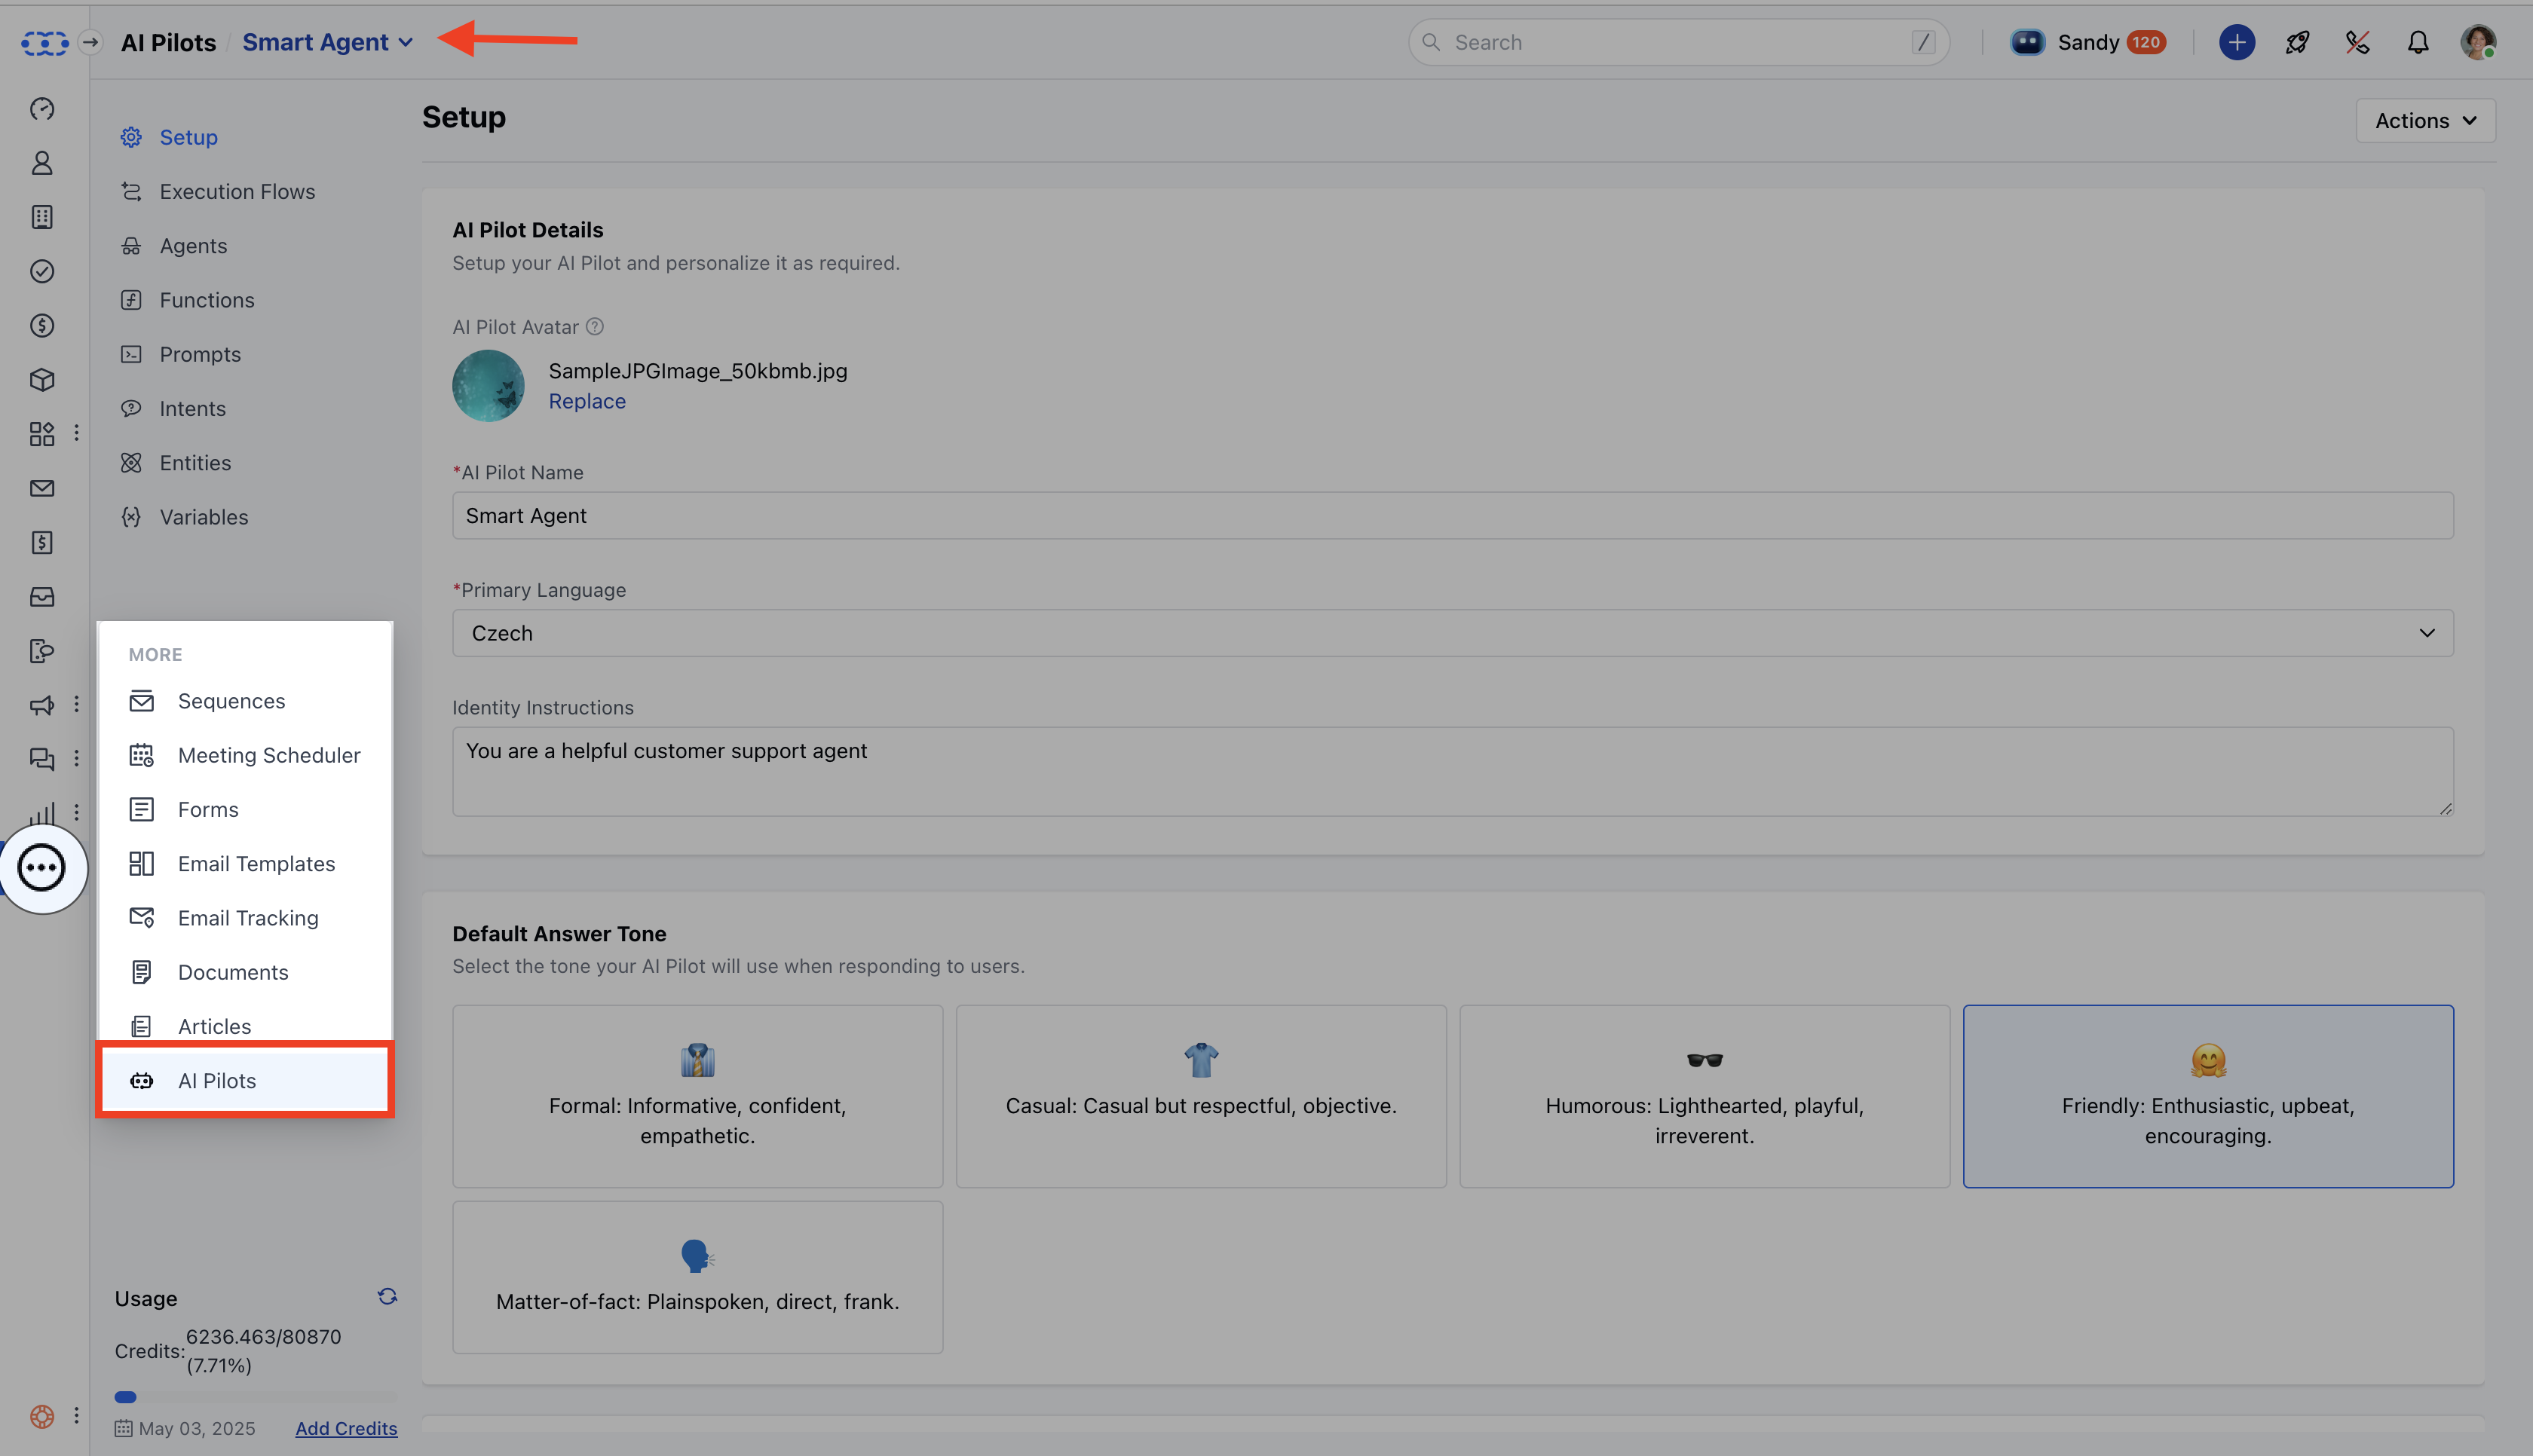 AI Pilots / Smart Agent
Search /
Sandy 120
Setup
Execution Flows
Agents
Functions
Prompts
Intents
Entities
Variables
MORE
Sequences
Meeting Scheduler
Forms
Email Templates
Email Tracking
Documents
Articles
AI Pilots
Usage
Credits: 6236.463/80870
(7.71%)
May 03, 2025 Add Credits
Setup
Actions
AI Pilot Details
Setup your AI Pilot and personalize it as required.
AI Pilot Avatar
SampleJPGImage_50kbmb.jpg
Replace
*AI Pilot Name
Smart Agent
*Primary Language
Czech
Identity Instructions
You are a helpful customer support agent
Default Answer Tone
Select the tone your AI Pilot will use when responding to users.
Formal: Informative, confident,
empathetic.
Casual: Casual but respectful, objective.
Humorous: Lighthearted, playful,
irreverent.
Friendly: Enthusiastic, upbeat,
encouraging.
Matter-of-fact: Plainspoken, direct, frank.